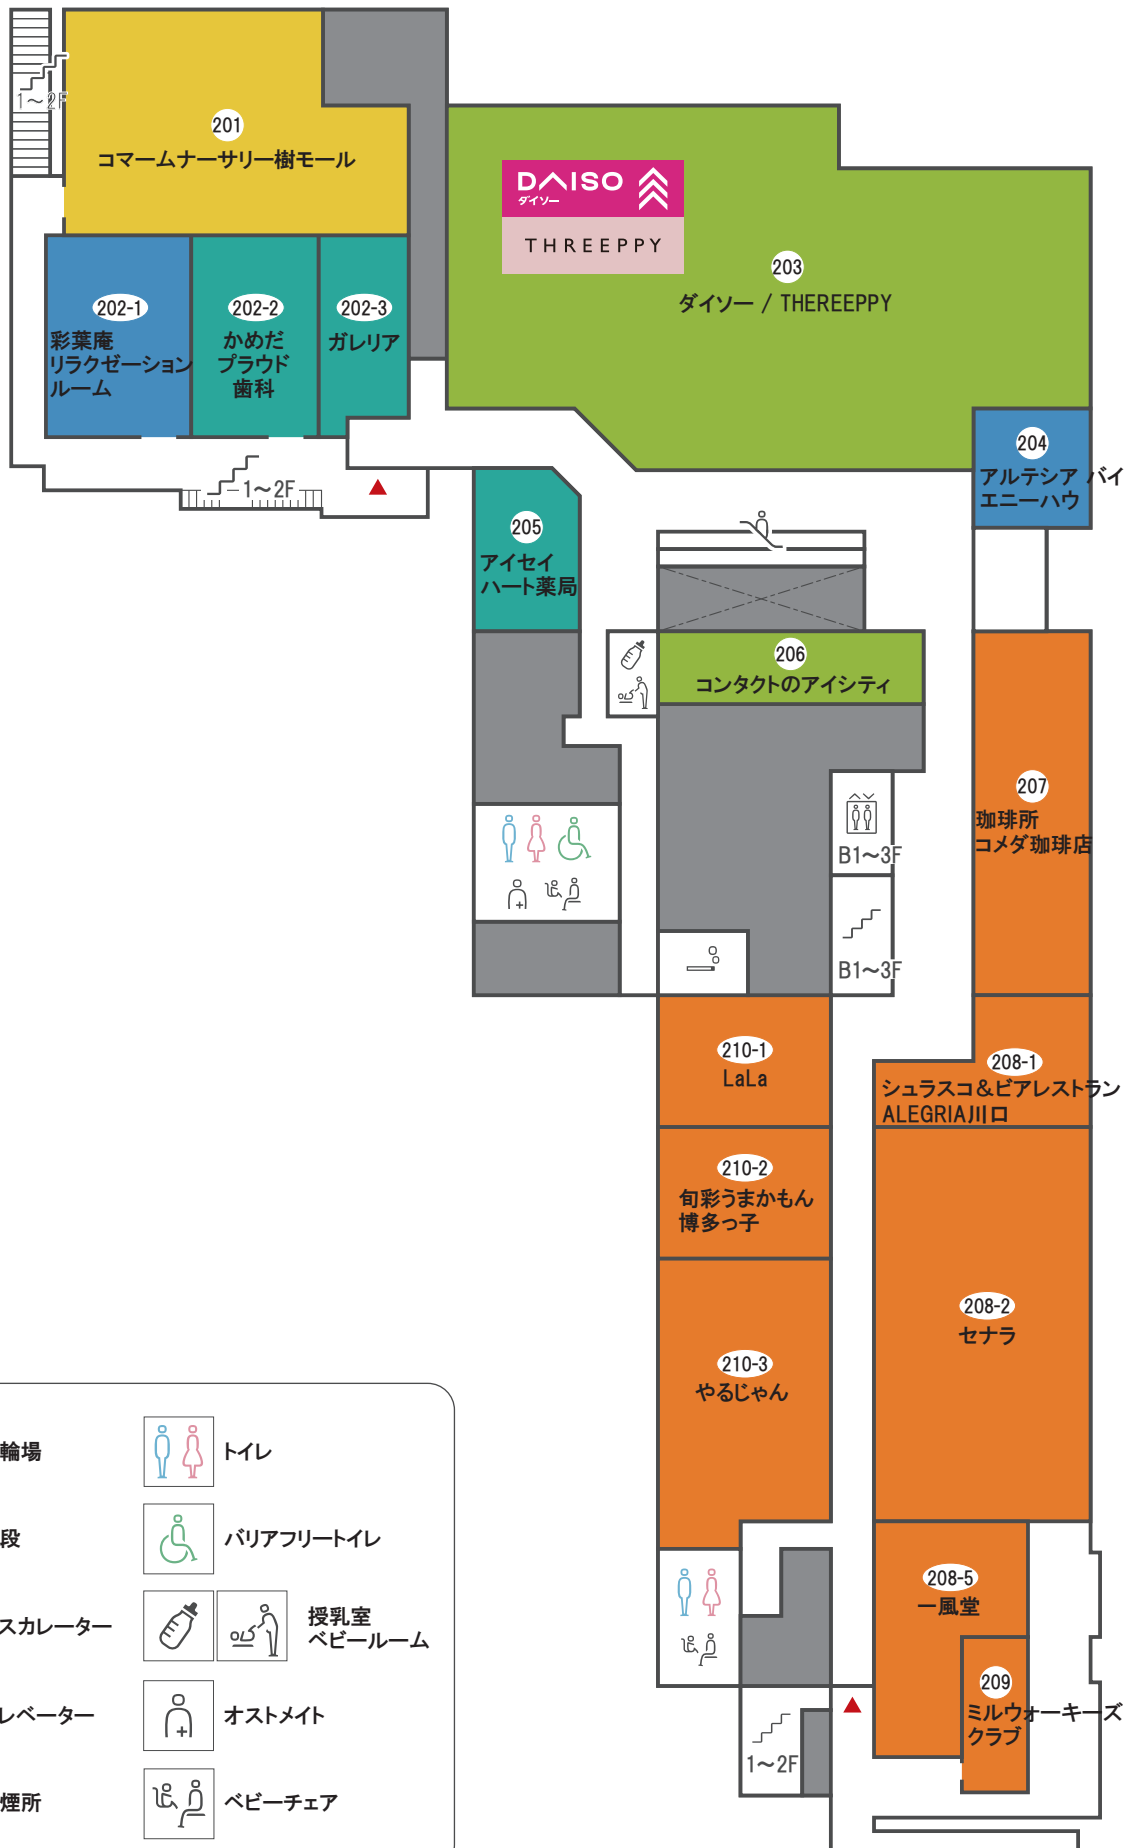 1～2F
201
コマームナーサリー樹モール
DAISO
ダイソー
THREEPPY
203
ダイソー / THEREEPPY
202-1
彩葉庵
リラクゼーション
ルーム
202-2
かめだ
プラウド
歯科
202-3
ガレリア
1～2F
204
アルテシア バイ
エニーハウ
205
アイセイ
ハート薬局
206
コンタクトのアイシティ
207
珈琲所
コメダ珈琲店
B1～3F
B1～3F
210-1
LaLa
208-1
シュラスコ＆ビアレストラン
ALEGRIA川口
210-2
旬彩うまかもん
博多っ子
208-2
セナラ
210-3
やるじゃん
208-5
一風堂
209
ミルウォーキーズ
クラブ
1～2F
輪場
トイレ
段
バリアフリートイレ
スカレーター
授乳室
ベビールーム
レベーター
オストメイト
煙所
ベビーチェア